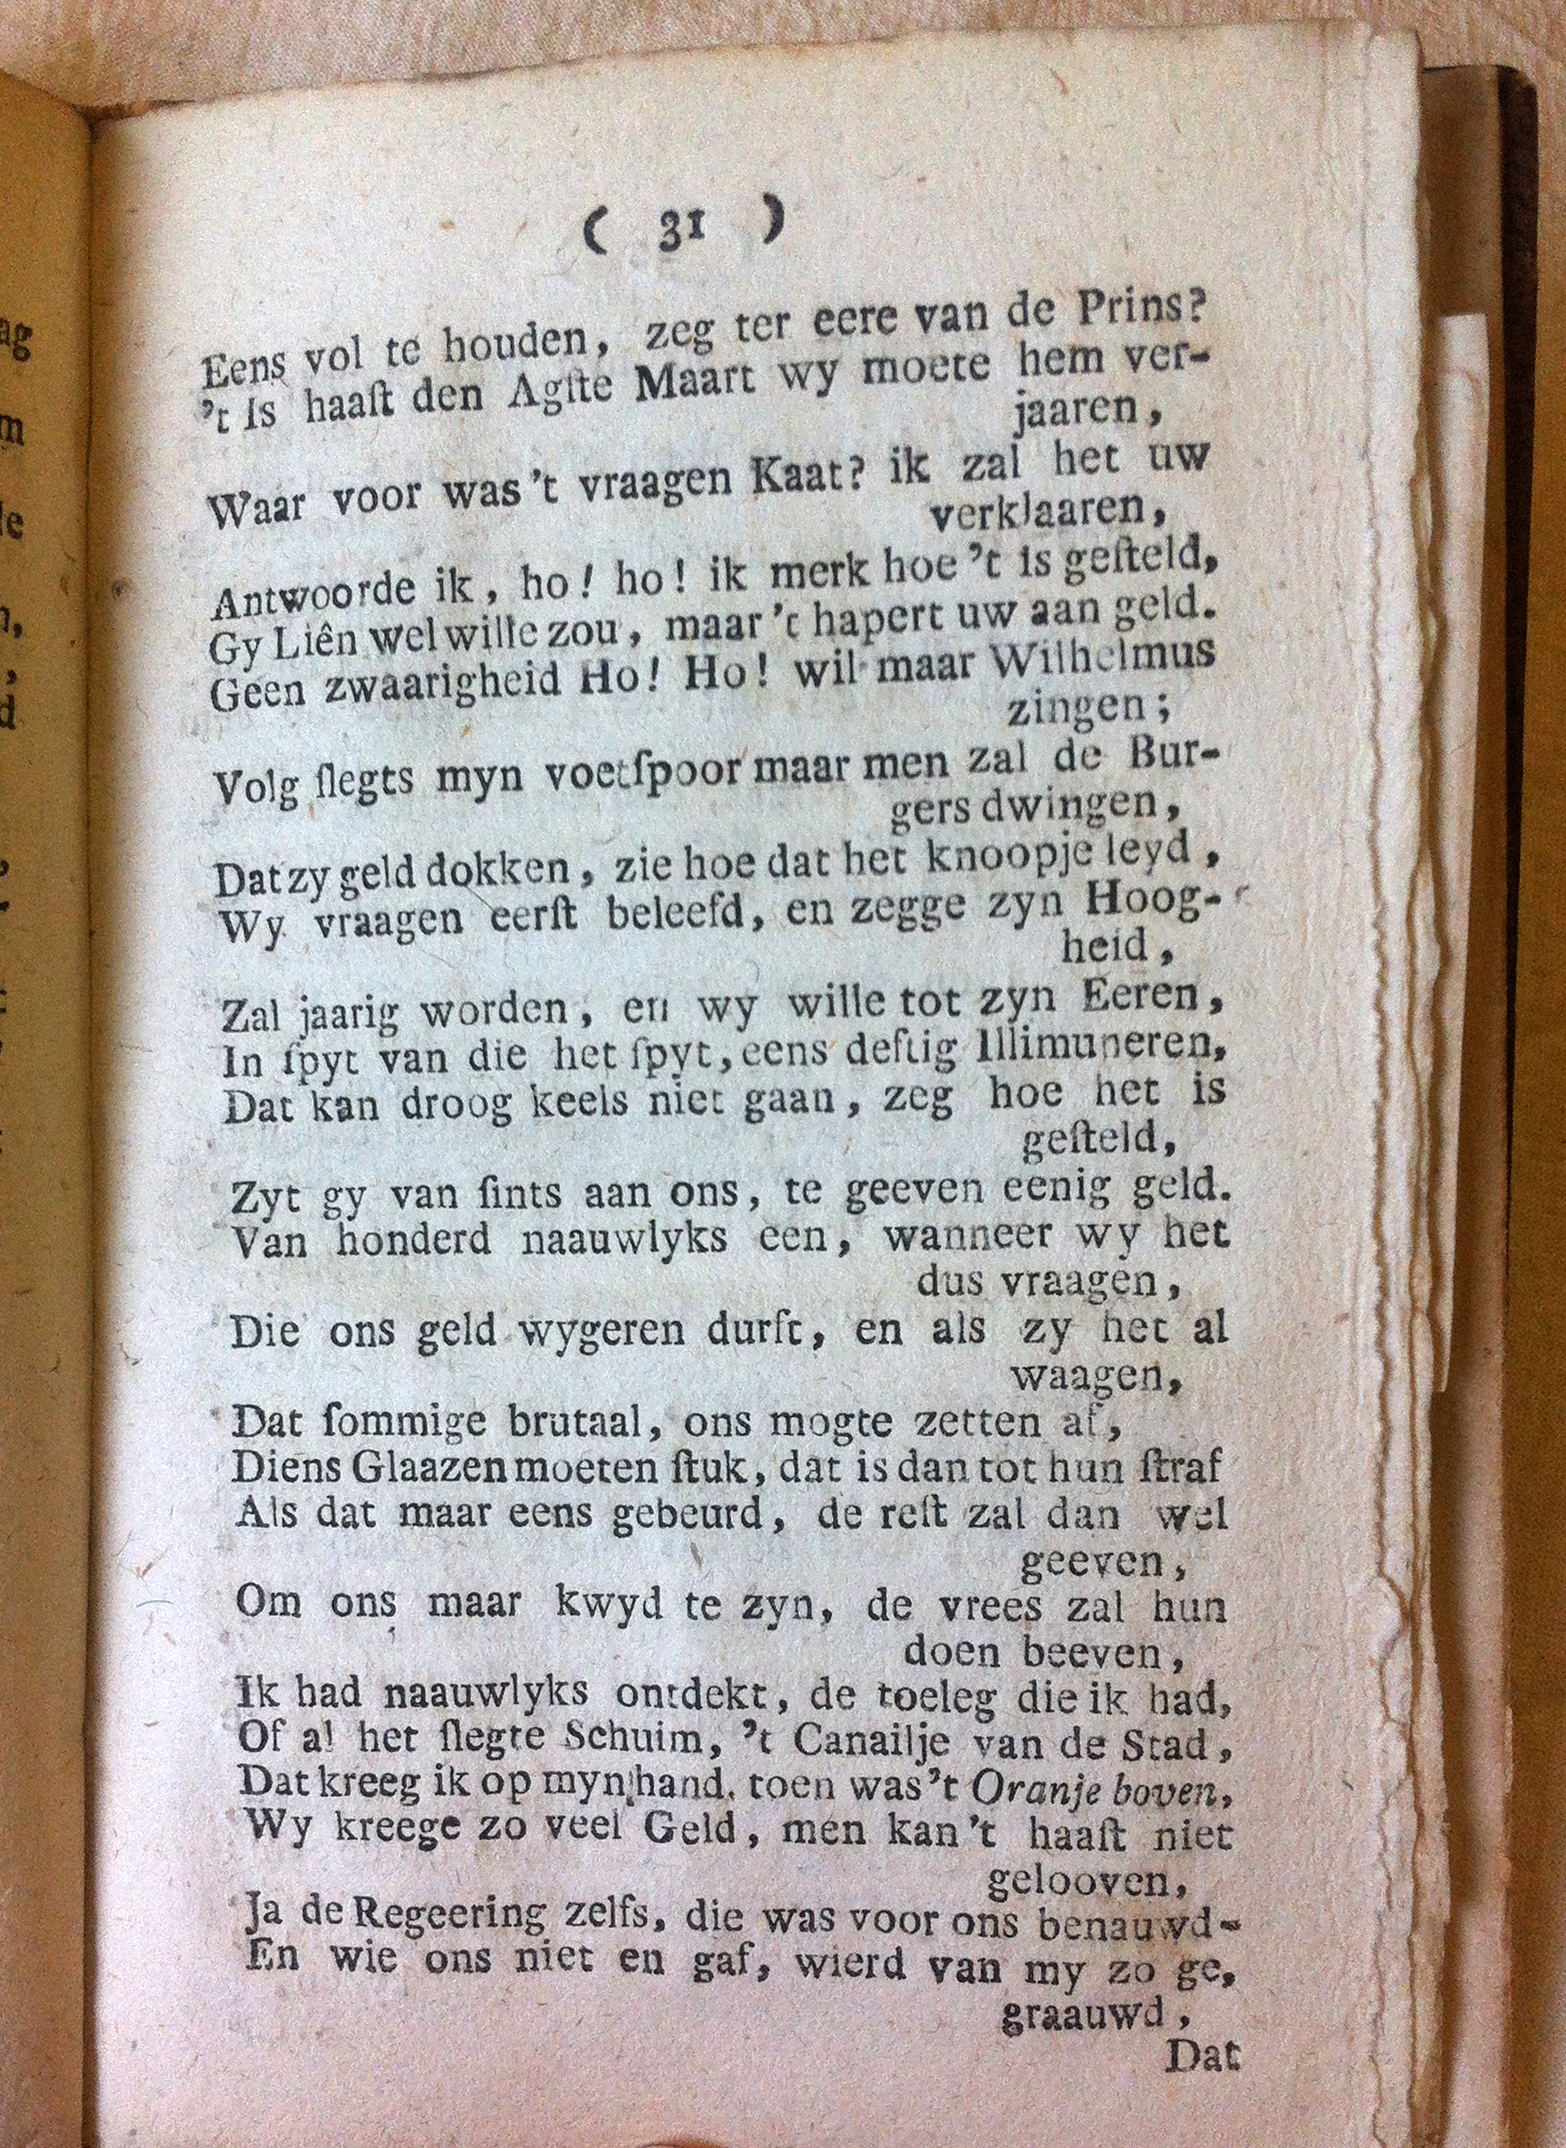 ( 31 )
Eens vol te houden, zeg ter eere van de Prins?
't Is haaſt den Agſte Maart wy moete hem ver-
jaaren,
Waar voor was 't vraagen Kaat? ik zal het uw
verklaaren,
Antwoorde ik, ho! ho! ik merk hoe 't is geſteld,
Gy Liên wel wille zou, maar 't hapert uw aan geld.
Geen zwaarigheid Ho! Ho! wil maar Wilhelmus
zingen;
Volg ſlegts myn voetſpoor maar men zal de Bur-
gers dwingen,
Dat zy geld dokken, zie hoe dat het knoopje leyd,
Wy vraagen eerſt beleefd, en zegge zyn Hoog-
heid,
Zal jaarig worden, en wy wille tot zyn Eeren,
In ſpyt van die het ſpyt, eens deftig Illimuneren,
Dat kan droog keels niet gaan, zeg hoe het is
geſteld,
Zyt gy van ſints aan ons, te geeven eenig geld.
Van honderd naauwlyks een, wanneer wy het
dus vraagen,
Die ons geld wygeren durft, en als zy het al
waagen,
Dat ſommige brutaal, ons mogte zetten af,
Diens Glaazen moeten ſtuk, dat is dan tot hun ſtraf
Als dat maar eens gebeurd, de reſt zal dan wel
geeven,
Om ons maar kwyd te zyn, de vrees zal hun
doen beeven,
Ik had naauwlyks ontdekt, de toeleg die ik had,
Of al het ſlegte Schuim, 't Canailje van de Stad,
Dat kreeg ik op myn hand, toen was 't Oranje boven,
Wy kreege zo veel Geld, men kan 't haaſt niet
gelooven,
Ja de Regeering zelfs, die was voor ons benauwd-
En wie ons niet en gaf, wierd van my zo ge,
graauwd,
Dat